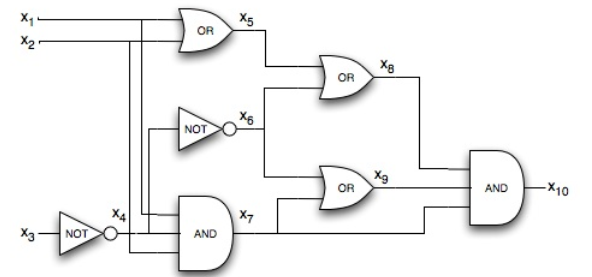 x1
x2
OR
x5
OR
x8
NOT
x6
OR
x9
AND
x10
x3
NOT
x4
AND
x7